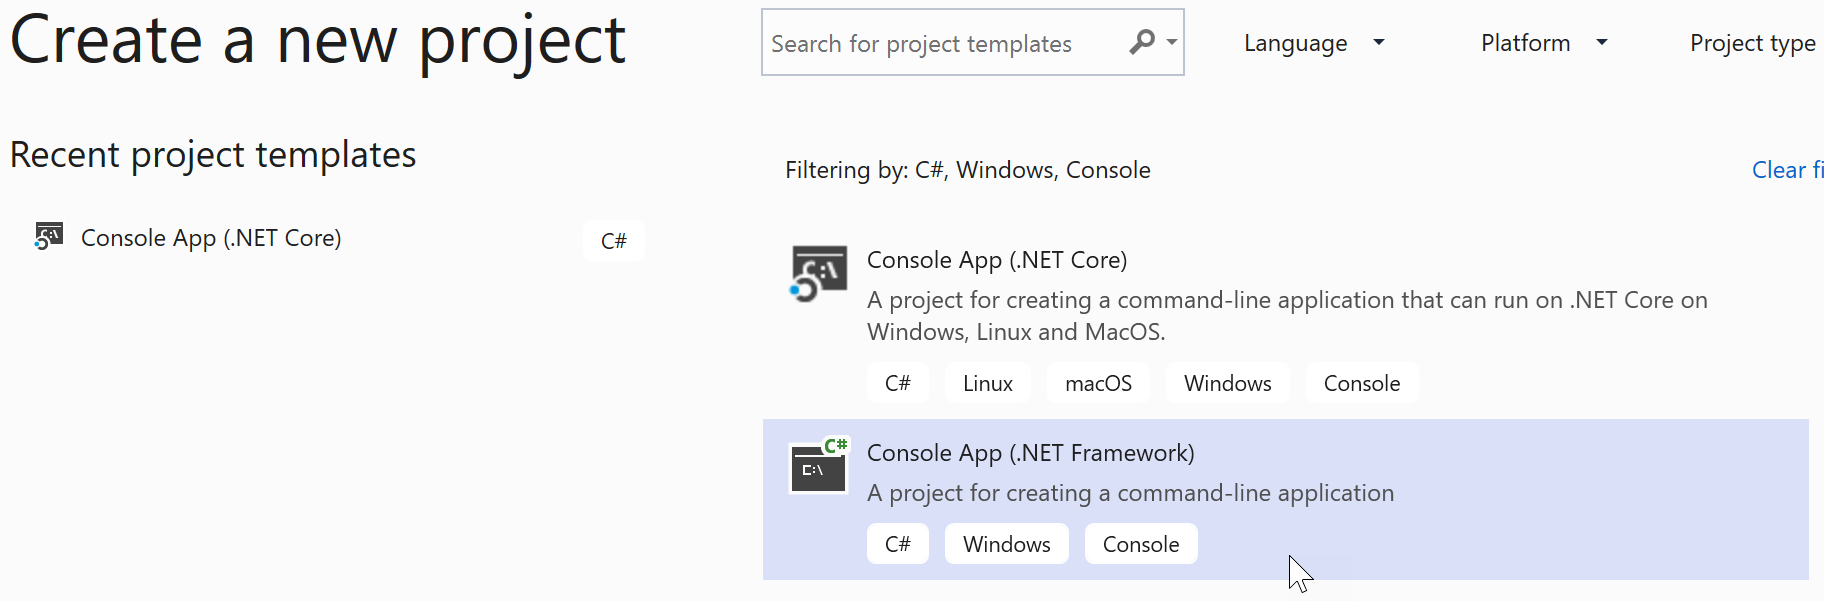 Create a new project
Search for project templates
Language
Platform
Project type
Recent project templates
Filtering by: C#, Windows, Console
Clear fi
Console App (.NET Core)
C#
C:\
Console App (.NET Core)
A project for creating a command-line application that can run on .NET Core on
Windows, Linux and MacOS.
C# Linux macOS Windows Console
C#
C:\
Console App (.NET Framework)
A project for creating a command-line application
C# Windows Console